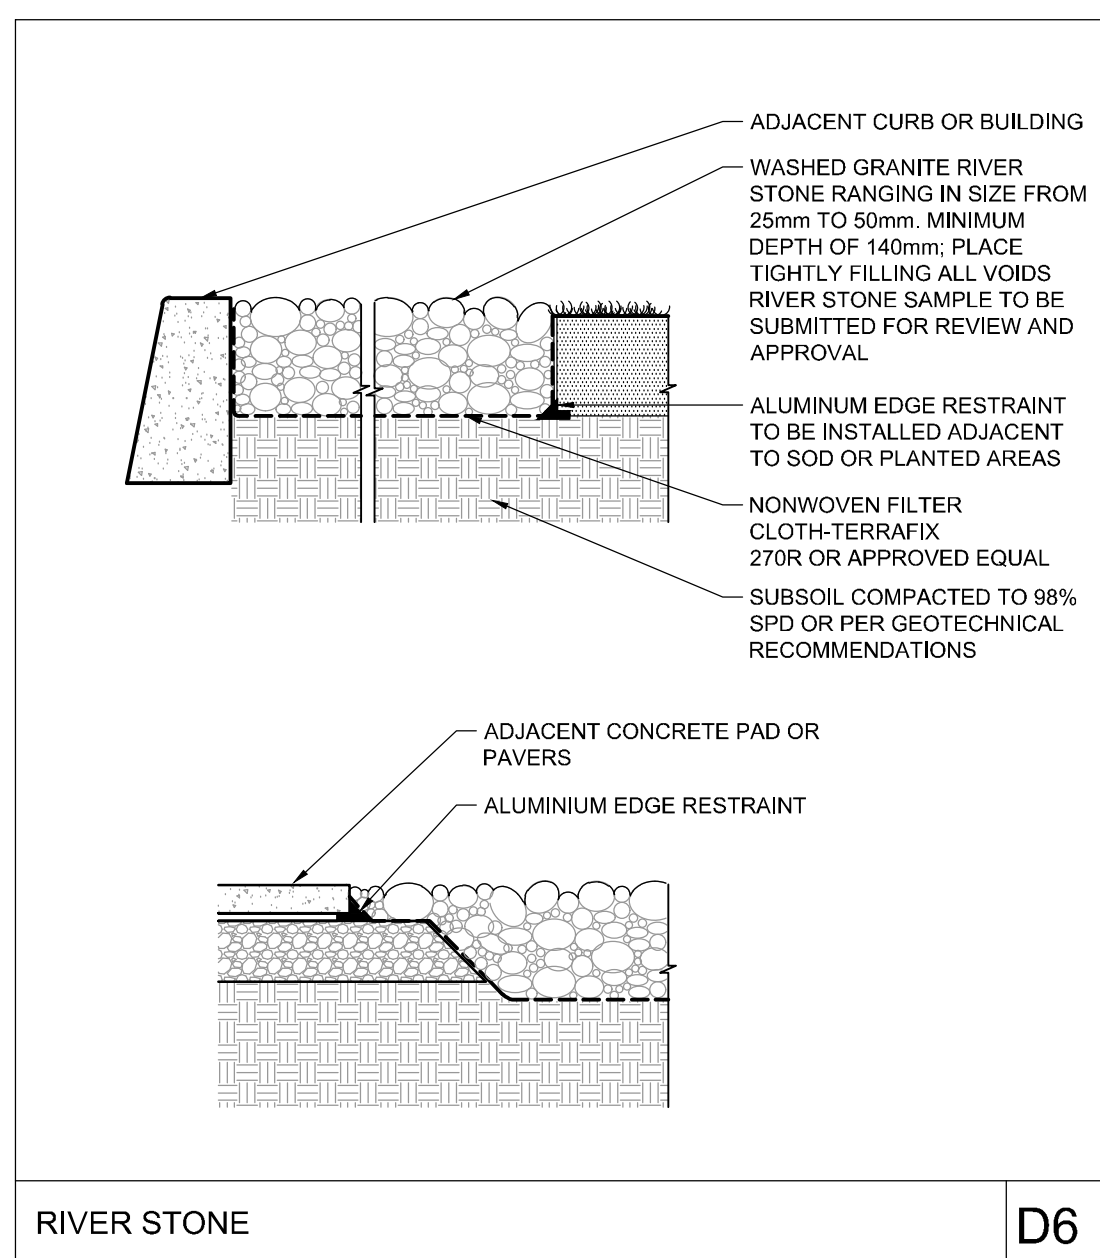 ADJACENT CURB OR BUILDING
WASHED GRANITE RIVER
STONE RANGING IN SIZE FROM
25mm TO 50mm. MINIMUM
DEPTH OF 140mm; PLACE
TIGHTLY FILLING ALL VOIDS
RIVER STONE SAMPLE TO BE
SUBMITTED FOR REVIEW AND
APPROVAL
ALUMINUM EDGE RESTRAINT
TO BE INSTALLED ADJACENT
TO SOD OR PLANTED AREAS
NONWOVEN FILTER
CLOTH-TERRAFIX
270R OR APPROVED EQUAL
SUBSOIL COMPACTED TO 98%
SPD OR PER GEOTECHNICAL
RECOMMENDATIONS
ADJACENT CONCRETE PAD OR
PAVERS
ALUMINIUM EDGE RESTRAINT
RIVER STONE
D6